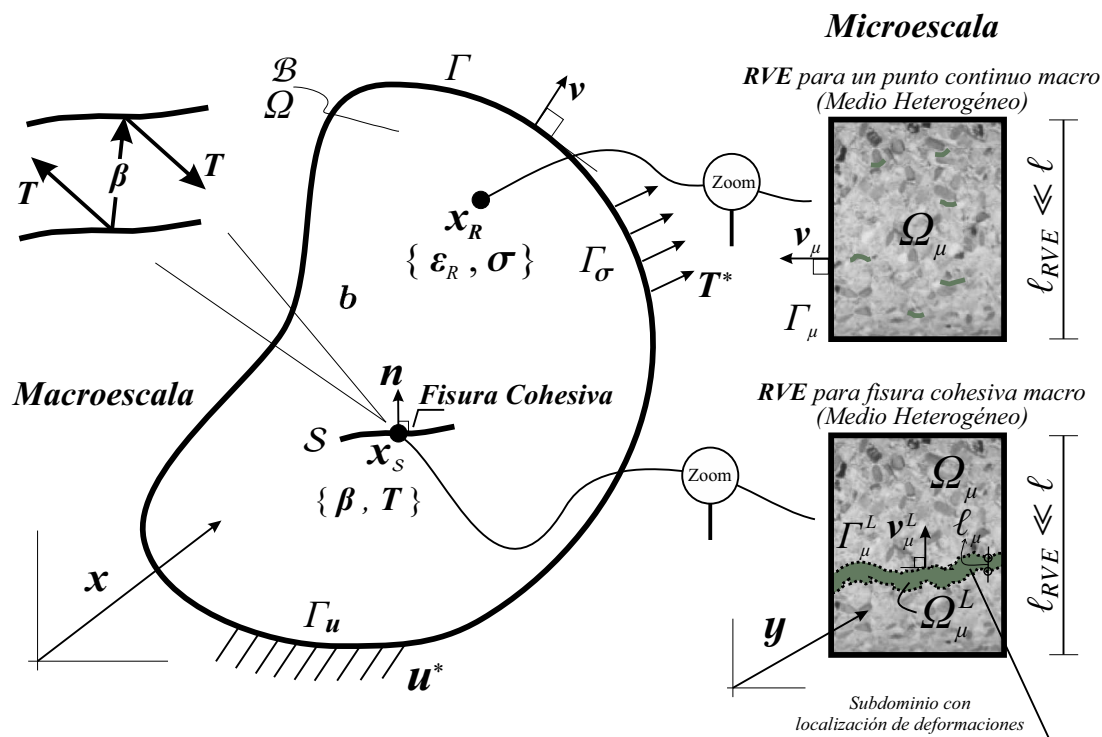 Microescala
RVE para un punto continuo macro
(Medio Heterogéneo)
ℬ
Ω
Γ
ν
T
β
T
Zoom
x_R
{ ε_R , σ }
Γ_σ
T*
b
Ω_μ
ν_μ
Γ_μ
ℓ_RVE ≪ ℓ
Macroescala
n
Fisura Cohesiva
𝒮
x_𝒮
{ β , T }
RVE para fisura cohesiva macro
(Medio Heterogéneo)
Zoom
Ω_μ
Γ_μ^L
ν_μ^L
ℓ_μ
Ω_μ^L
ℓ_RVE ≪ ℓ
x
Γ_u
u*
y
Subdominio con
localización de deformaciones